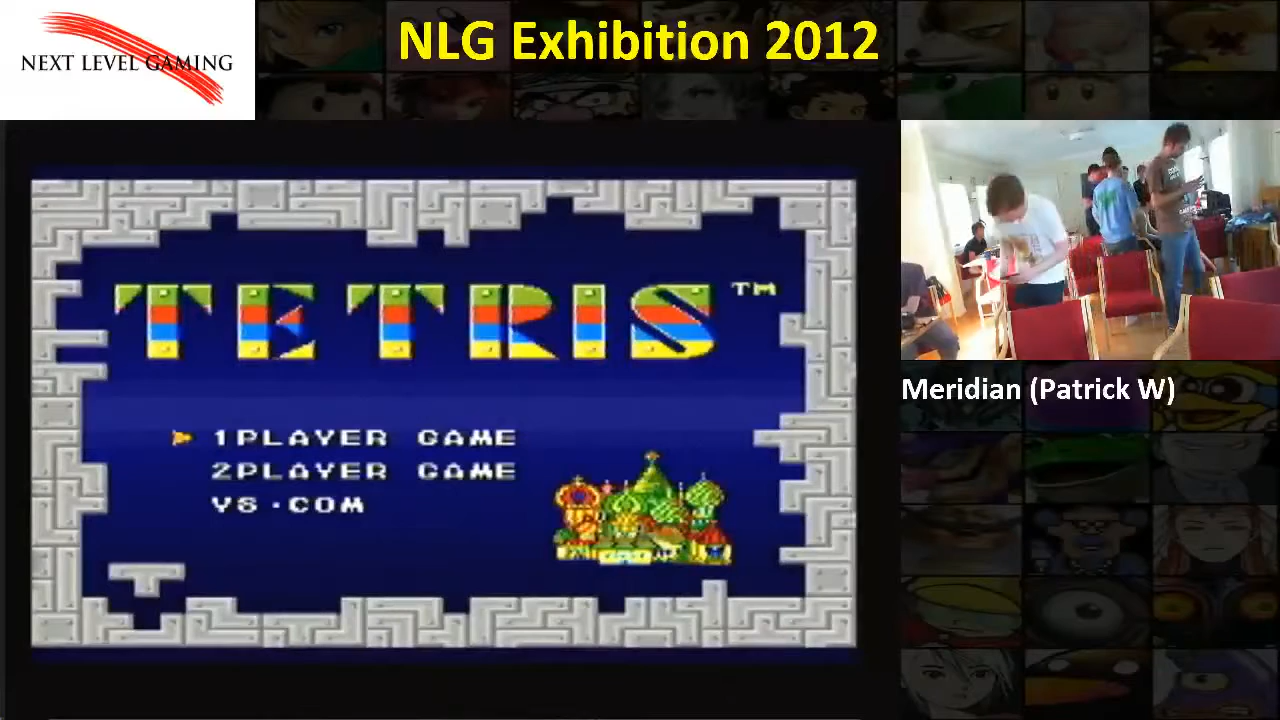 NEXT LEVEL GAMING
NLG Exhibition 2012
TETRIS™
1PLAYER GAME
2PLAYER GAME
VS.COM
Meridian (Patrick W)